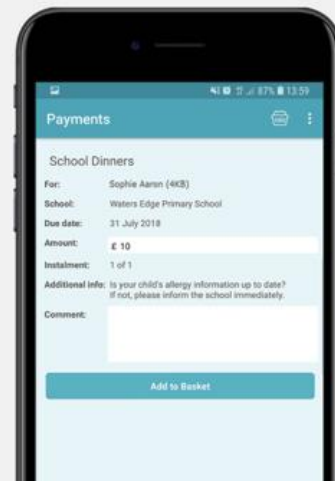 87% 13:59
Payments
School Dinners
For: Sophie Aaron (4KB)
School: Waters Edge Primary School
Due date: 31 July 2018
Amount: £ 10
Instalment: 1 of 1
Additional info: Is your child's allergy information up to date?
If not, please inform the school immediately.
Comment:
Add to Basket